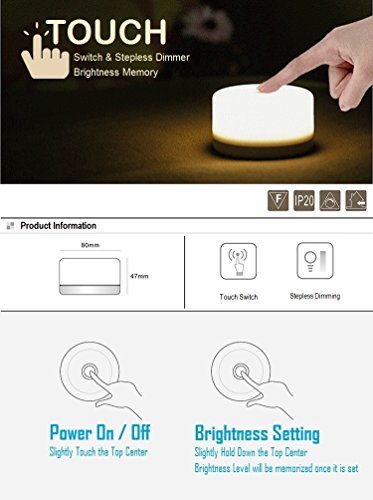 TOUCH
Switch & Stepless Dimmer
Brightness Memory
F IP20
Product Information
80mm
47mm
Touch Switch
Stepless Dimming
Power On / Off
Slightly Touch the Top Center
Brightness Setting
Slightly Hold Down the Top Center
Brightness Level will be memorized once it is set